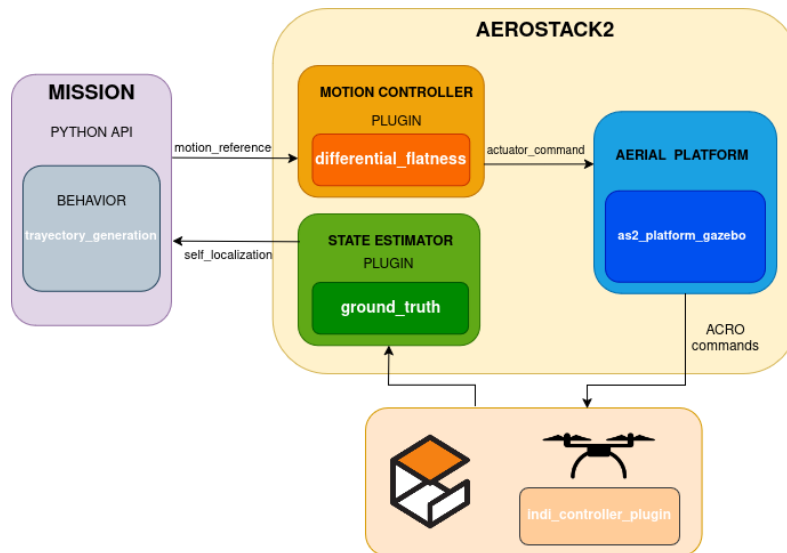 AEROSTACK2
MISSION
PYTHON API
BEHAVIOR
trayectory_generation
motion_reference
self_localization
MOTION CONTROLLER
PLUGIN
differential_flatness
actuator_command
STATE ESTIMATOR
PLUGIN
ground_truth
AERIAL PLATFORM
as2_platform_gazebo
ACRO
commands
indi_controller_plugin